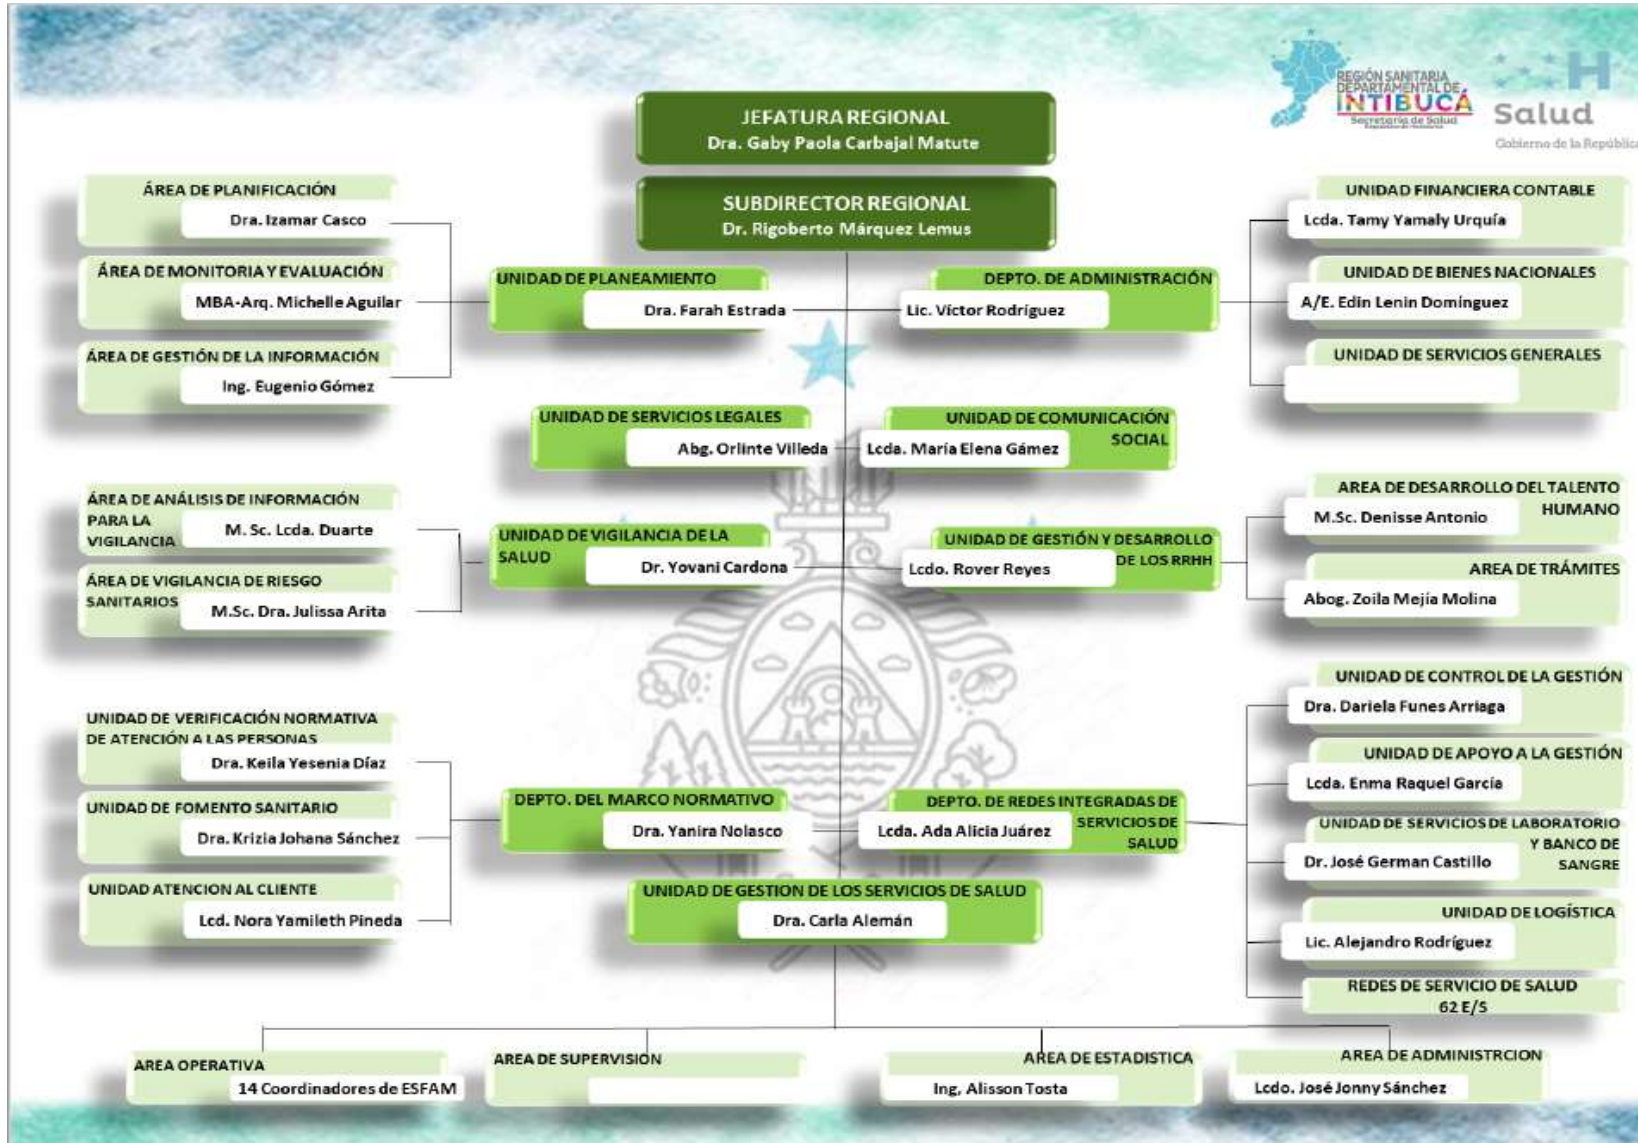 REGIÓN SANITARIA
DEPARTAMENTAL DE
INTIBUCÁ
Secretaría de Salud
Salud
Gobierno de la República
JEFATURA REGIONAL
Dra. Gaby Paola Carbajal Matute
SUBDIRECTOR REGIONAL
Dr. Rigoberto Márquez Lemus
ÁREA DE PLANIFICACIÓN
Dra. Izamar Casco
ÁREA DE MONITORIA Y EVALUACIÓN
MBA-Arq. Michelle Aguilar
ÁREA DE GESTIÓN DE LA INFORMACIÓN
Ing. Eugenio Gómez
UNIDAD DE PLANEAMIENTO
Dra. Farah Estrada
DEPTO. DE ADMINISTRACIÓN
Lic. Víctor Rodríguez
UNIDAD FINANCIERA CONTABLE
Lcda. Tamy Yamaly Urquía
UNIDAD DE BIENES NACIONALES
A/E. Edin Lenin Domínguez
UNIDAD DE SERVICIOS GENERALES
UNIDAD DE SERVICIOS LEGALES
Abg. Orlinte Villeda
UNIDAD DE COMUNICACIÓN
SOCIAL
Lcda. María Elena Gámez
ÁREA DE ANÁLISIS DE INFORMACIÓN
PARA LA
VIGILANCIA
M. Sc. Lcda. Duarte
ÁREA DE VIGILANCIA DE RIESGO
SANITARIOS
M.Sc. Dra. Julissa Arita
UNIDAD DE VIGILANCIA DE LA
SALUD
Dr. Yovani Cardona
UNIDAD DE GESTIÓN Y DESARROLLO
DE LOS RRHH
Lcdo. Rover Reyes
AREA DE DESARROLLO DEL TALENTO
HUMANO
M.Sc. Denisse Antonio
AREA DE TRÁMITES
Abog. Zoila Mejía Molina
UNIDAD DE VERIFICACIÓN NORMATIVA
DE ATENCIÓN A LAS PERSONAS
Dra. Keila Yesenia Díaz
UNIDAD DE FOMENTO SANITARIO
Dra. Krizia Johana Sánchez
UNIDAD ATENCION AL CLIENTE
Lcd. Nora Yamileth Pineda
DEPTO. DEL MARCO NORMATIVO
Dra. Yanira Nolasco
DEPTO. DE REDES INTEGRADAS DE
SERVICIOS DE
SALUD
Lcda. Ada Alicia Juárez
UNIDAD DE CONTROL DE LA GESTIÓN
Dra. Dariela Funes Arriaga
UNIDAD DE APOYO A LA GESTIÓN
Lcda. Enma Raquel García
UNIDAD DE SERVICIOS DE LABORATORIO
Y BANCO DE
SANGRE
Dr. José German Castillo
UNIDAD DE LOGÍSTICA
Lic. Alejandro Rodríguez
REDES DE SERVICIO DE SALUD
62 E/S
UNIDAD DE GESTION DE LOS SERVICIOS DE SALUD
Dra. Carla Alemán
AREA OPERATIVA
14 Coordinadores de ESFAM
AREA DE SUPERVISION
AREA DE ESTADISTICA
Ing, Alisson Tosta
AREA DE ADMINISTRCION
Lcdo. José Jonny Sánchez